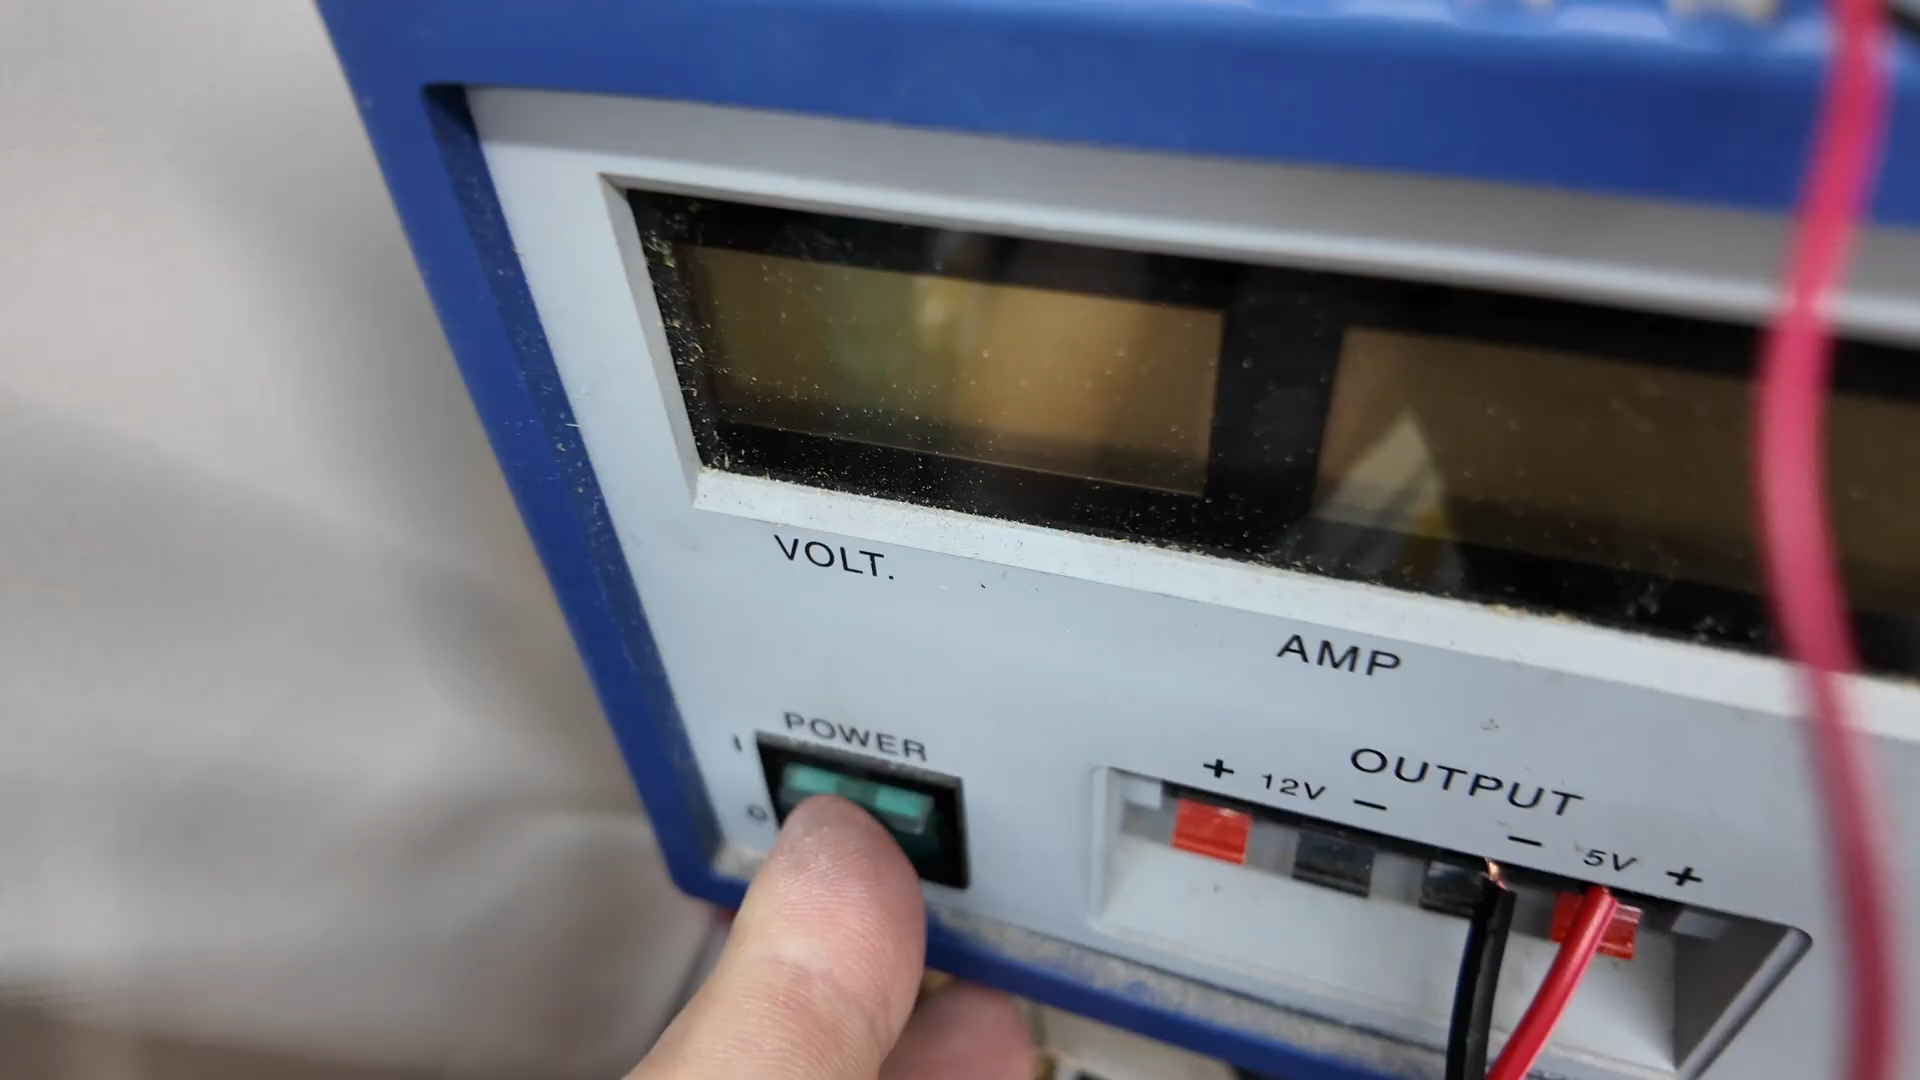 VOLT.
AMP
POWER
I
O
OUTPUT
+ 12V −
− 5V +